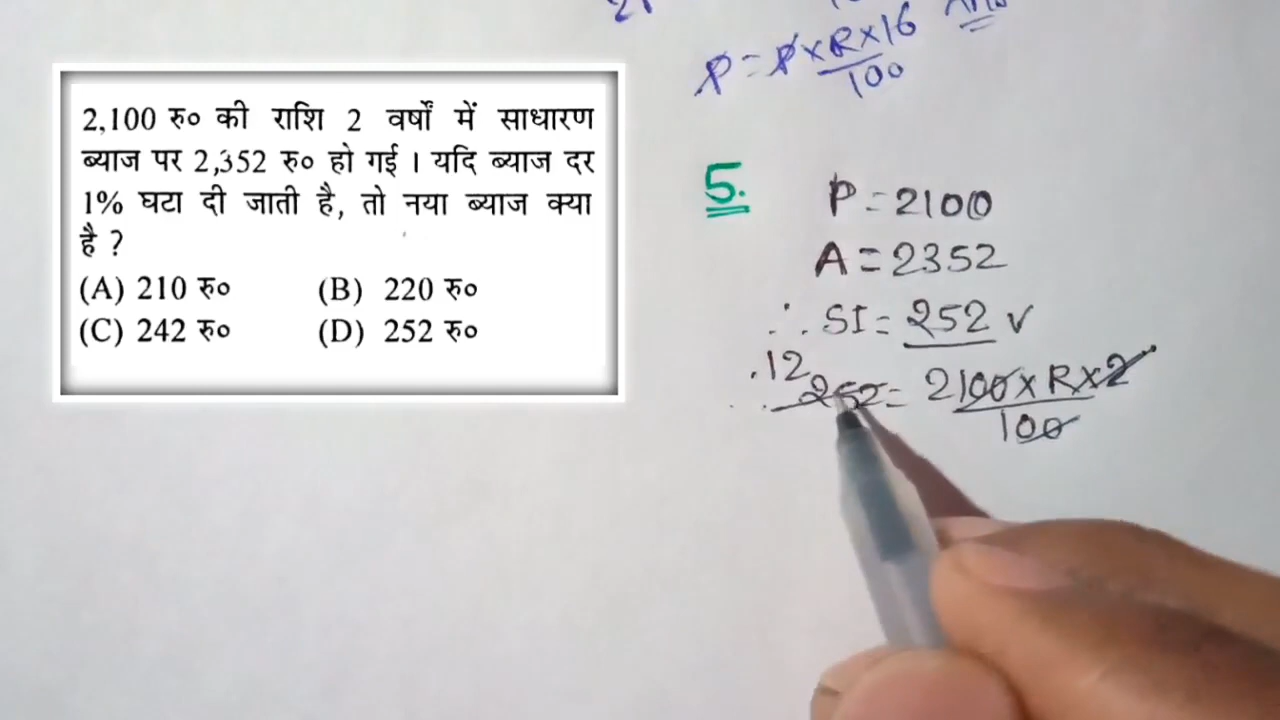 2,100 रु० की राशि 2 वर्षों में साधारण
ब्याज पर 2,352 रु० हो गई । यदि ब्याज दर
1% घटा दी जाती है, तो नया ब्याज क्या
है ?
(A) 210 रु० (B) 220 रु०
(C) 242 रु० (D) 252 रु०
P = P×R×16
100
5.
P = 2100
A = 2352
∴ SI = 252 ✓
12
252 = 2100×R×2
100